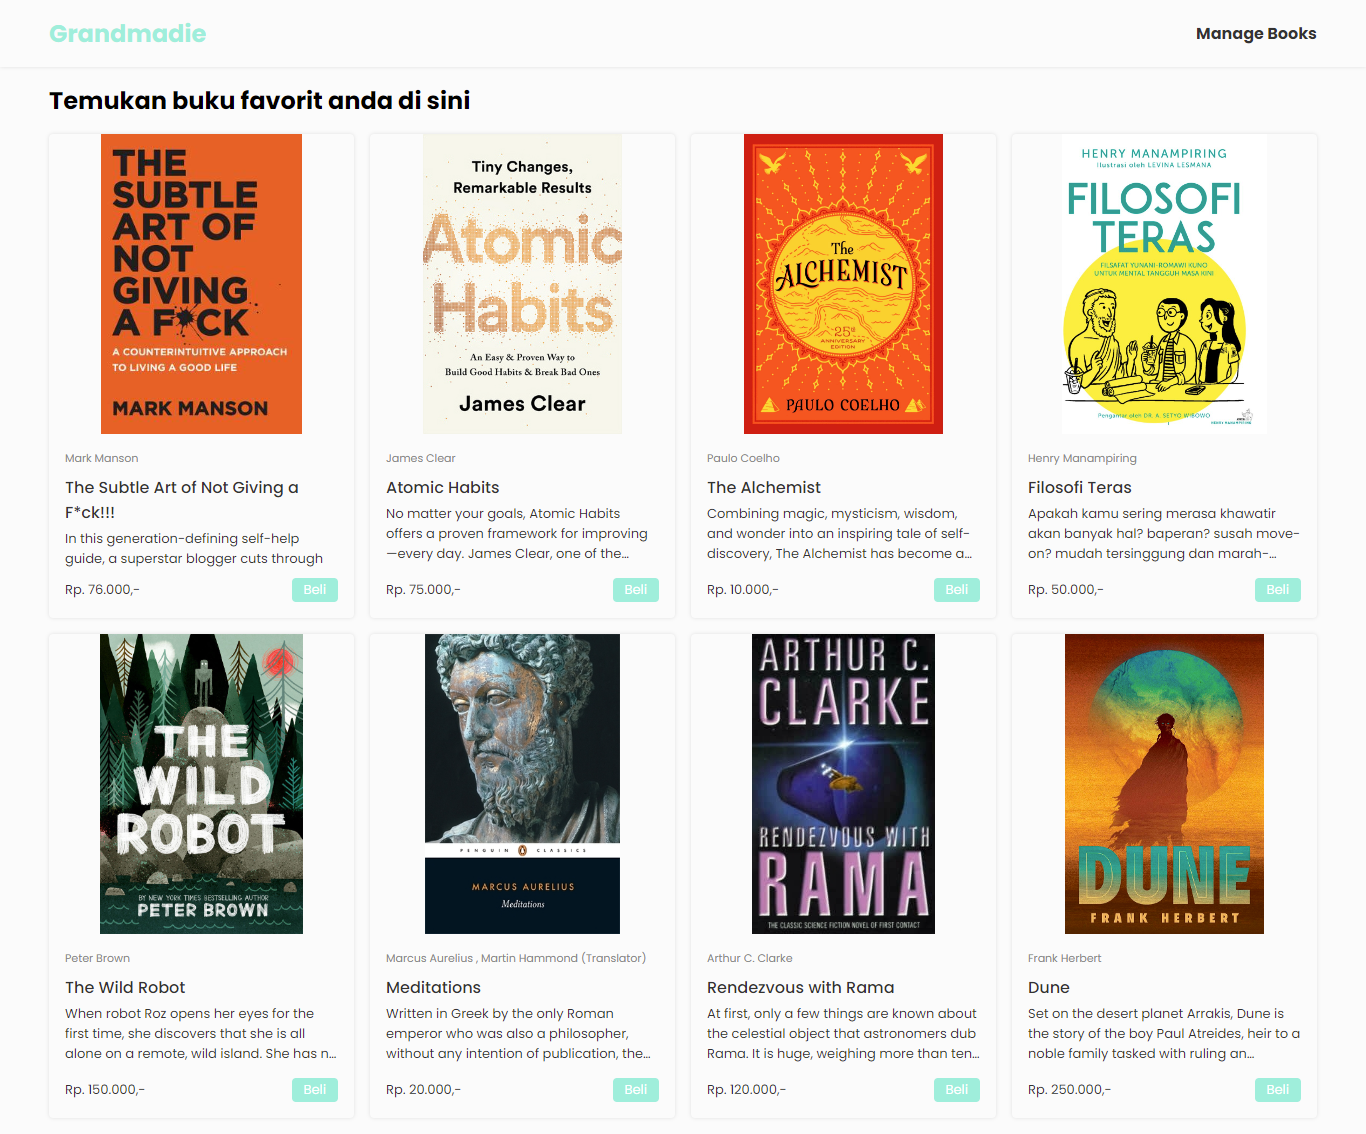 Grandmadie
Manage Books
Temukan buku favorit anda di sini
THE
SUBTLE
ART OF
NOT
GIVING
A F*CK
A COUNTERINTUITIVE APPROACH
TO LIVING A GOOD LIFE
MARK MANSON
Mark Manson
The Subtle Art of Not Giving a
F*ck!!!
In this generation-defining self-help
guide, a superstar blogger cuts through
Rp. 76.000,-
Beli
Tiny Changes,
Remarkable Results
Atomic
Habits
An Easy & Proven Way to
Build Good Habits & Break Bad Ones
James Clear
James Clear
Atomic Habits
No matter your goals, Atomic Habits
offers a proven framework for improving
—every day. James Clear, one of the…
Rp. 75.000,-
Beli
The
ALCHEMIST
25th
ANNIVERSARY
EDITION
PAULO COELHO
Paulo Coelho
The Alchemist
Combining magic, mysticism, wisdom,
and wonder into an inspiring tale of self-
discovery, The Alchemist has become a…
Rp. 10.000,-
Beli
HENRY MANAMPIRING
Ilustrasi oleh LEVINA LESMANA
FILOSOFI
TERAS
FILSAFAT YUNANI-ROMAWI KUNO
UNTUK MENTAL TANGGUH MASA KINI
Pengantar oleh DR. A. SETYO WIBOWO
Henry Manampiring
Filosofi Teras
Apakah kamu sering merasa khawatir
akan banyak hal? baperan? susah move-
on? mudah tersinggung dan marah-…
Rp. 50.000,-
Beli
THE
WILD
ROBOT
BY NEW YORK TIMES BESTSELLING AUTHOR
PETER BROWN
Peter Brown
The Wild Robot
When robot Roz opens her eyes for the
first time, she discovers that she is all
alone on a remote, wild island. She has n…
Rp. 150.000,-
Beli
PENGUIN CLASSICS
MARCUS AURELIUS
Meditations
Marcus Aurelius , Martin Hammond (Translator)
Meditations
Written in Greek by the only Roman
emperor who was also a philosopher,
without any intention of publication, the…
Rp. 20.000,-
Beli
ARTHUR C.
CLARKE
RENDEZVOUS WITH
RAMA
THE CLASSIC SCIENCE FICTION NOVEL OF FIRST CONTACT
Arthur C. Clarke
Rendezvous with Rama
At first, only a few things are known about
the celestial object that astronomers dub
Rama. It is huge, weighing more than ten…
Rp. 120.000,-
Beli
DUNE
FRANK HERBERT
Frank Herbert
Dune
Set on the desert planet Arrakis, Dune is
the story of the boy Paul Atreides, heir to a
noble family tasked with ruling an…
Rp. 250.000,-
Beli